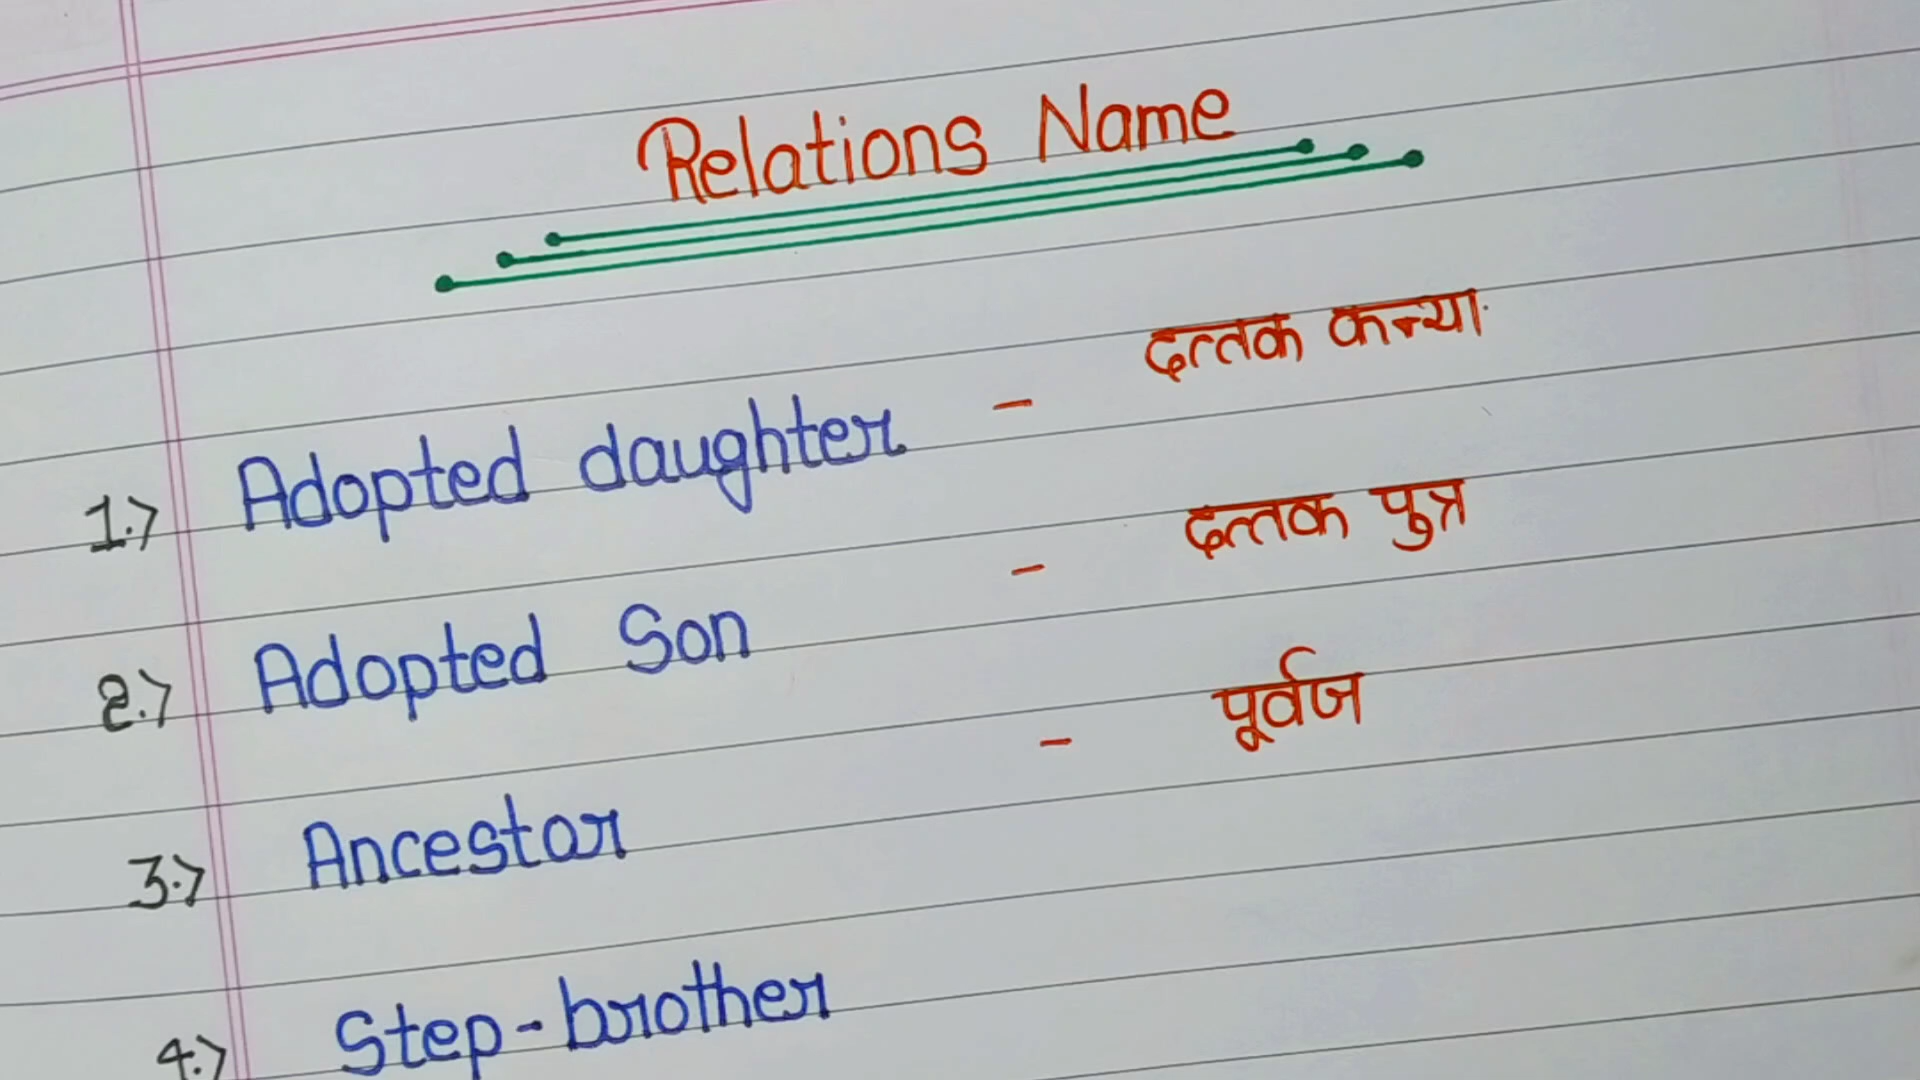 Relations Name
1.> Adopted daughter - दत्तक कन्या
2.> Adopted Son - दत्तक पुत्र
3.> Ancestor - पूर्वज
4.> Step-brother